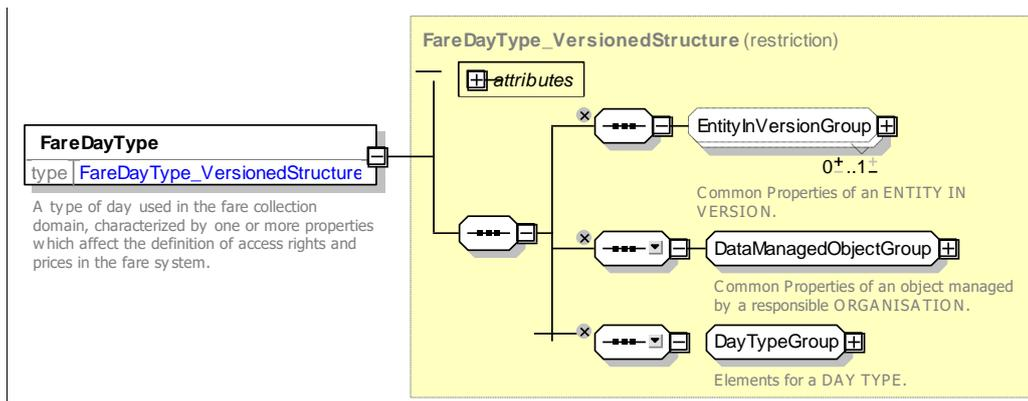 FareDayType_VersionedStructure (restriction)
attributes
FareDayType
type FareDayType_VersionedStructure
A type of day used in the fare collection
domain, characterized by one or more properties
which affect the definition of access rights and
prices in the fare system.
EntityInVersionGroup
0..1
Common Properties of an ENTITY IN
VERSION.
DataManagedObjectGroup
Common Properties of an object managed
by a responsible ORGANISATION.
DayTypeGroup
Elements for a DAY TYPE.